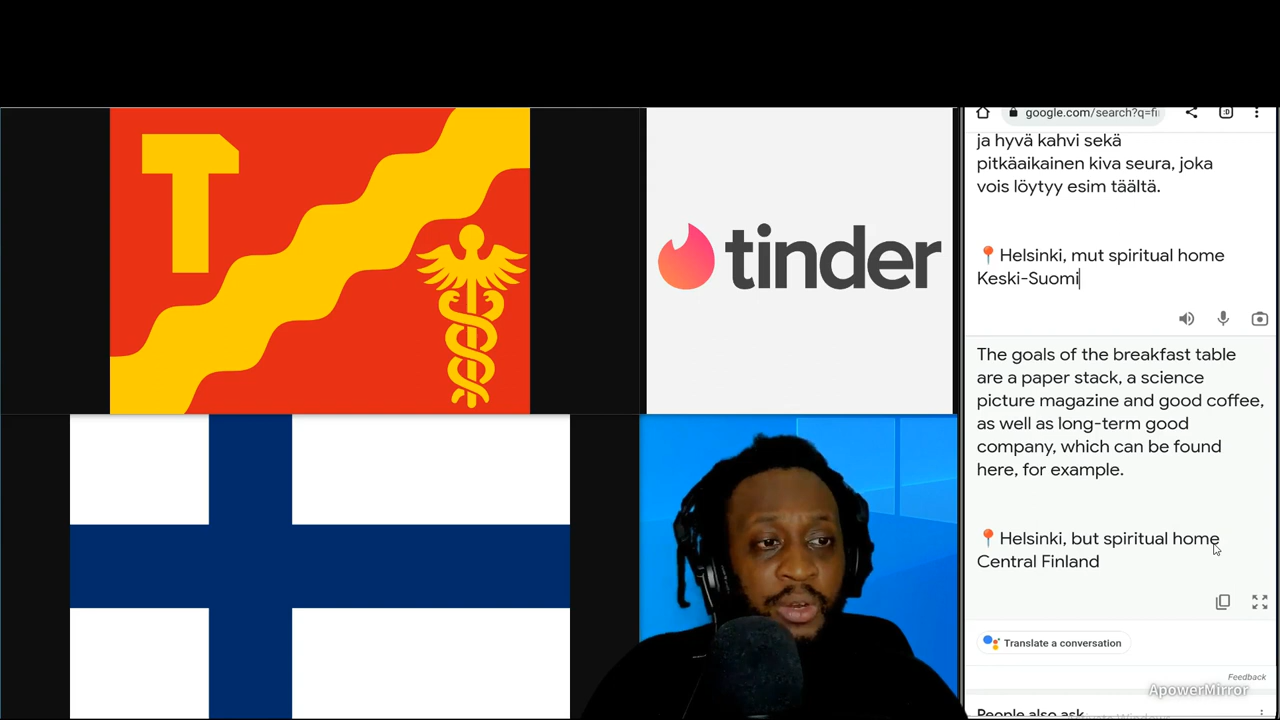 tinder
google.com/search?q=fi
ja hyvä kahvi sekä
pitkäaikainen kiva seura, joka
vois löytyy esim täältä.
📍Helsinki, mut spiritual home
Keski-Suomi
The goals of the breakfast table
are a paper stack, a science
picture magazine and good coffee,
as well as long-term good
company, which can be found
here, for example.
📍Helsinki, but spiritual home
Central Finland
Translate a conversation
Feedback
ApowerMirror
People also ask